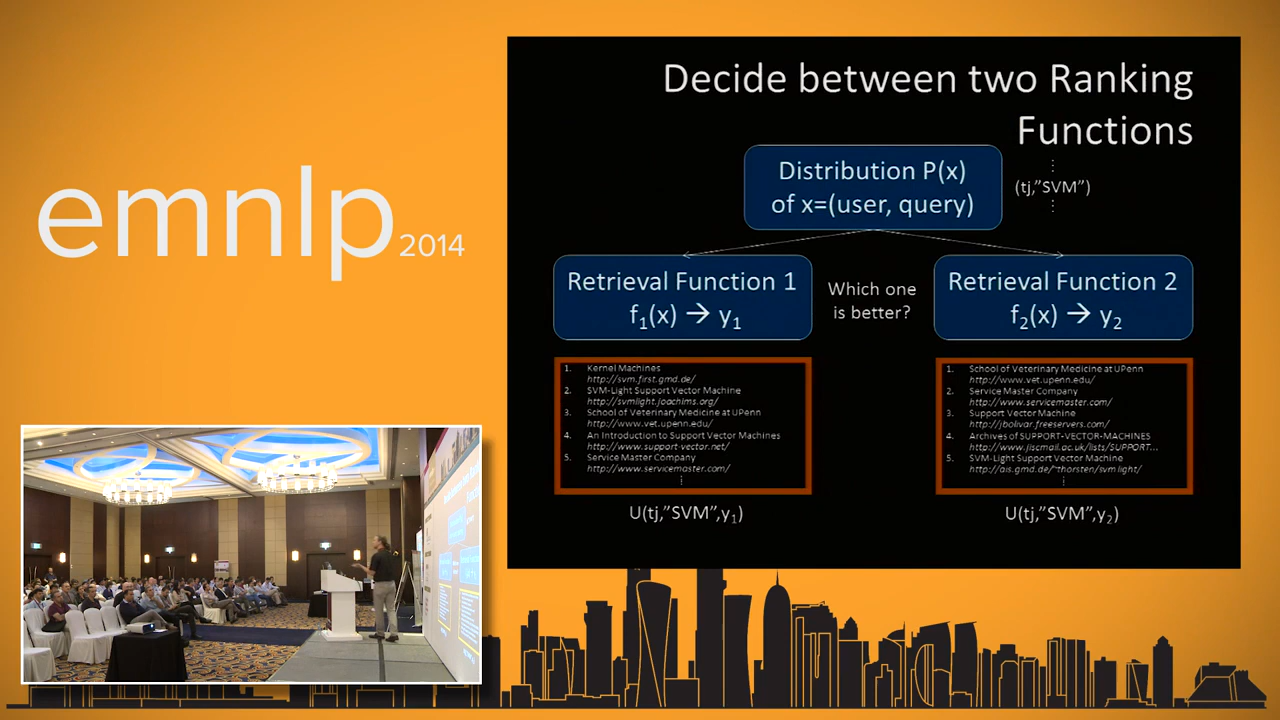 emnlp 2014
Decide between two Ranking
Functions
Distribution P(x)
of x=(user, query)
⋮
(tj,”SVM”)
⋮
Retrieval Function 1
f1(x) → y1
Which one
is better?
Retrieval Function 2
f2(x) → y2
1. Kernel Machines
http://svm.first.gmd.de/
2. SVM-Light Support Vector Machine
http://svmlight.joachims.org/
3. School of Veterinary Medicine at UPenn
http://www.vet.upenn.edu/
4. An Introduction to Support Vector Machines
http://www.support-vector.net/
5. Service Master Company
http://www.servicemaster.com/
⋮
1. School of Veterinary Medicine at UPenn
http://www.vet.upenn.edu/
2. Service Master Company
http://www.servicemaster.com/
3. Support Vector Machine
http://jbolivar.freeservers.com/
4. Archives of SUPPORT-VECTOR-MACHINES
http://www.jiscmail.ac.uk/lists/SUPPORT...
5. SVM-Light Support Vector Machine
http://ais.gmd.de/~thorsten/svm light/
⋮
U(tj,”SVM”,y1)
U(tj,”SVM”,y2)